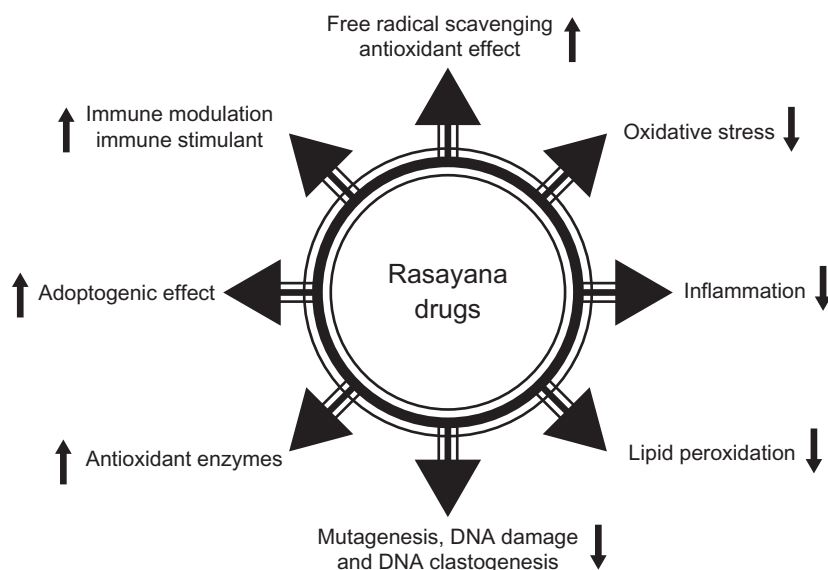 Free radical scavenging
antioxidant effect
Immune modulation
immune stimulant
Oxidative stress
Adoptogenic effect
Rasayana
drugs
Inflammation
Antioxidant enzymes
Lipid peroxidation
Mutagenesis, DNA damage
and DNA clastogenesis